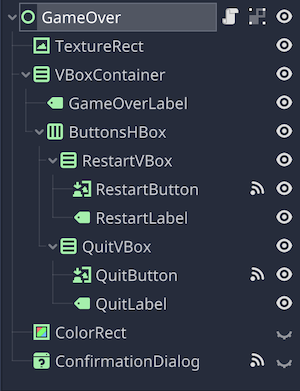 GameOver
TextureRect
VBoxContainer
GameOverLabel
ButtonsHBox
RestartVBox
RestartButton
RestartLabel
QuitVBox
QuitButton
QuitLabel
ColorRect
ConfirmationDialog